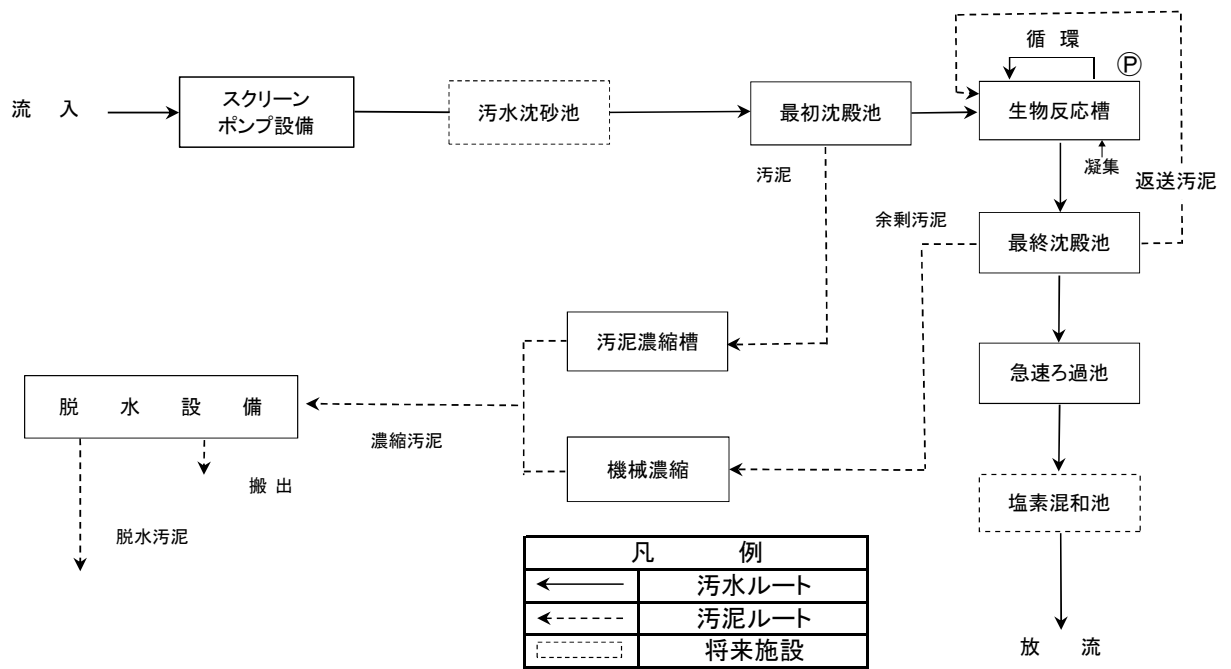 循 環
Ⓟ
流 入
スクリーン
ポンプ設備
汚水沈砂池
最初沈殿池
生物反応槽
凝集
汚泥
返送汚泥
余剰汚泥
最終沈殿池
汚泥濃縮槽
急速ろ過池
脱 水 設 備
濃縮汚泥
機械濃縮
搬 出
塩素混和池
脱水汚泥
凡 例
汚水ルート
汚泥ルート
将来施設
放 流